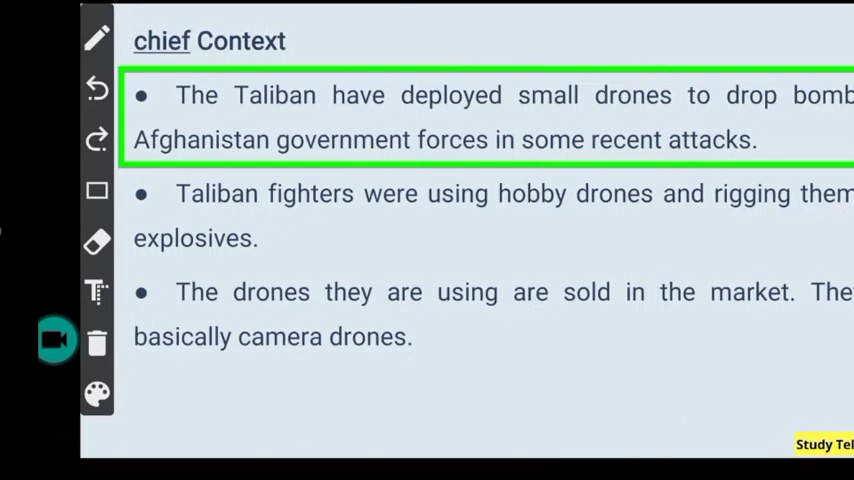 chief Context
● The Taliban have deployed small drones to drop bomb
Afghanistan government forces in some recent attacks.
● Taliban fighters were using hobby drones and rigging them
explosives.
● The drones they are using are sold in the market. They
basically camera drones.
Study Tel